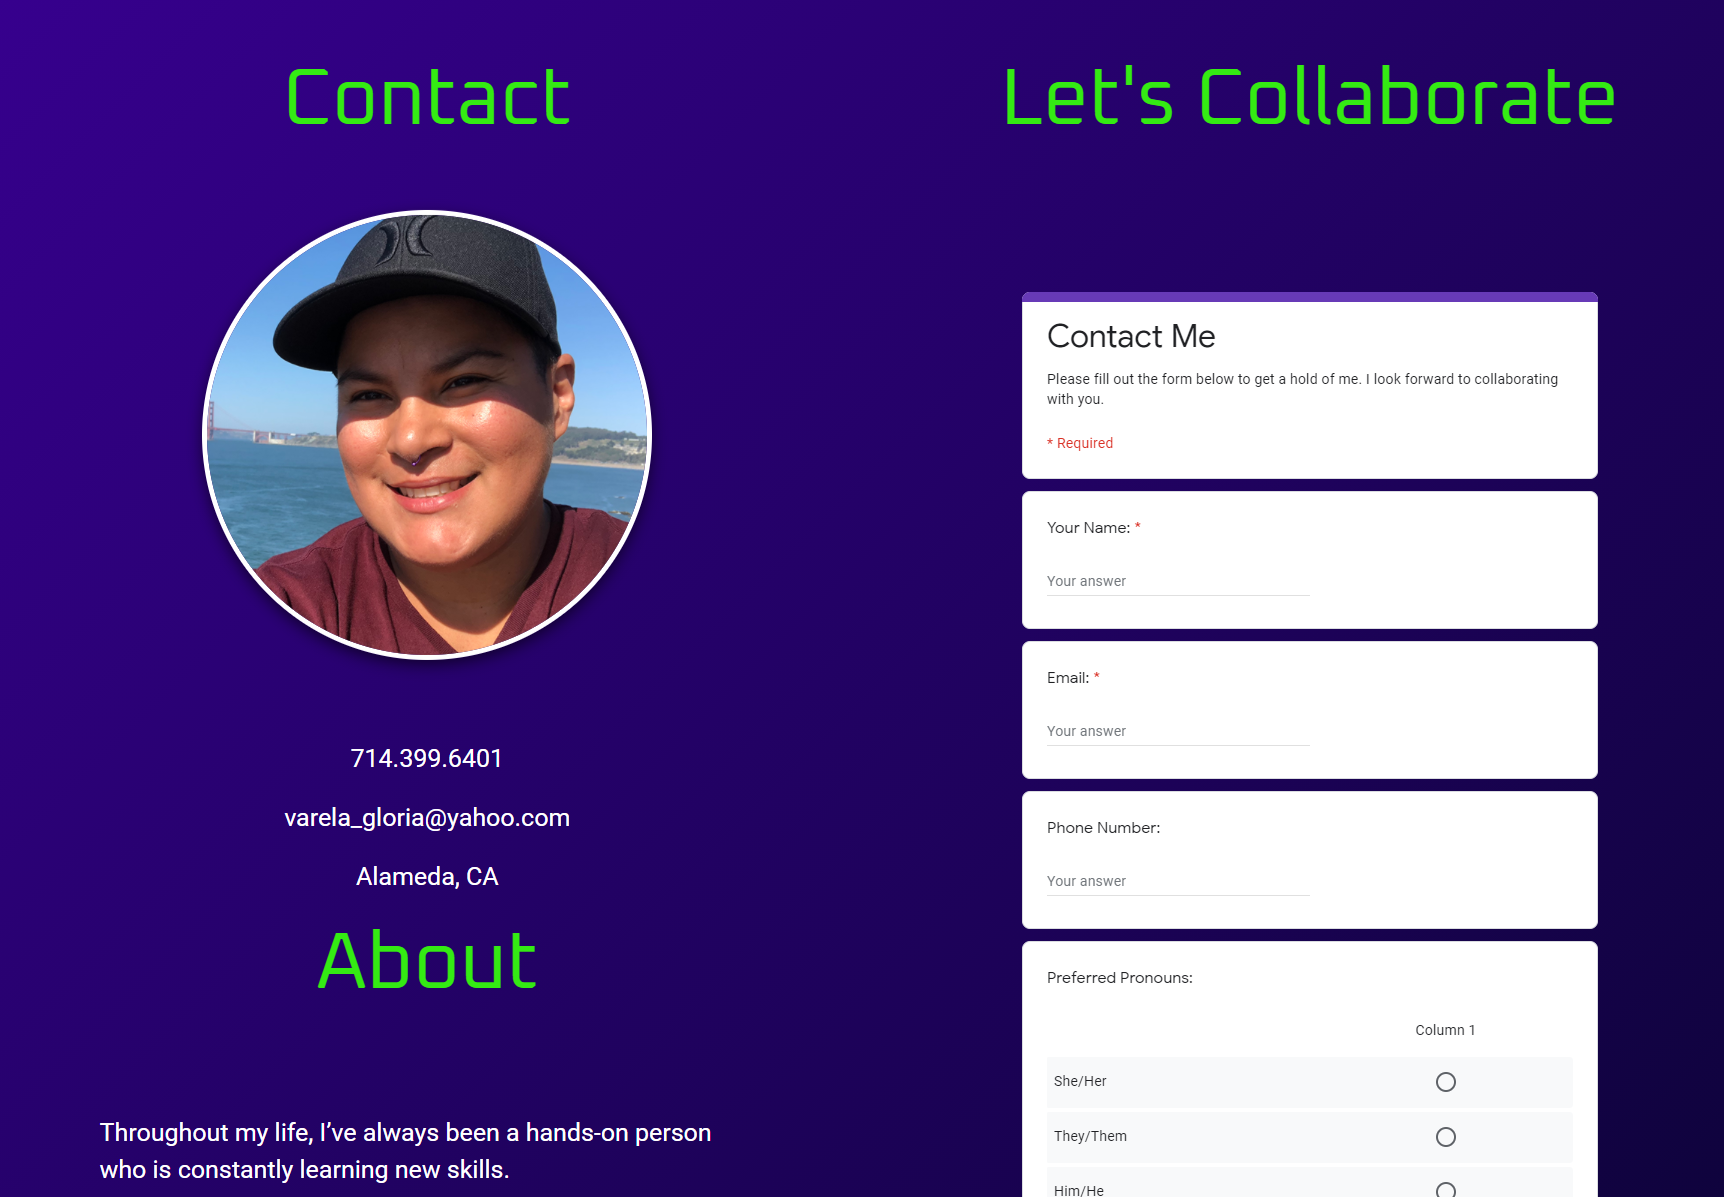 Contact
714.399.6401
varela_gloria@yahoo.com
Alameda, CA
About
Throughout my life, I’ve always been a hands-on person
who is constantly learning new skills.
Let's Collaborate
Contact Me
Please fill out the form below to get a hold of me. I look forward to collaborating
with you.
* Required
Your Name: *
Your answer
Email: *
Your answer
Phone Number:
Your answer
Preferred Pronouns:
Column 1
She/Her
They/Them
Him/He